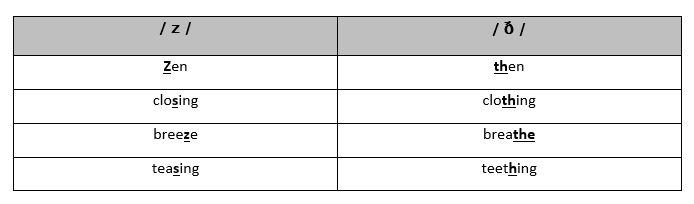 / z / / ð /
Zen then
closing clothing
breeze breathe
teasing teething